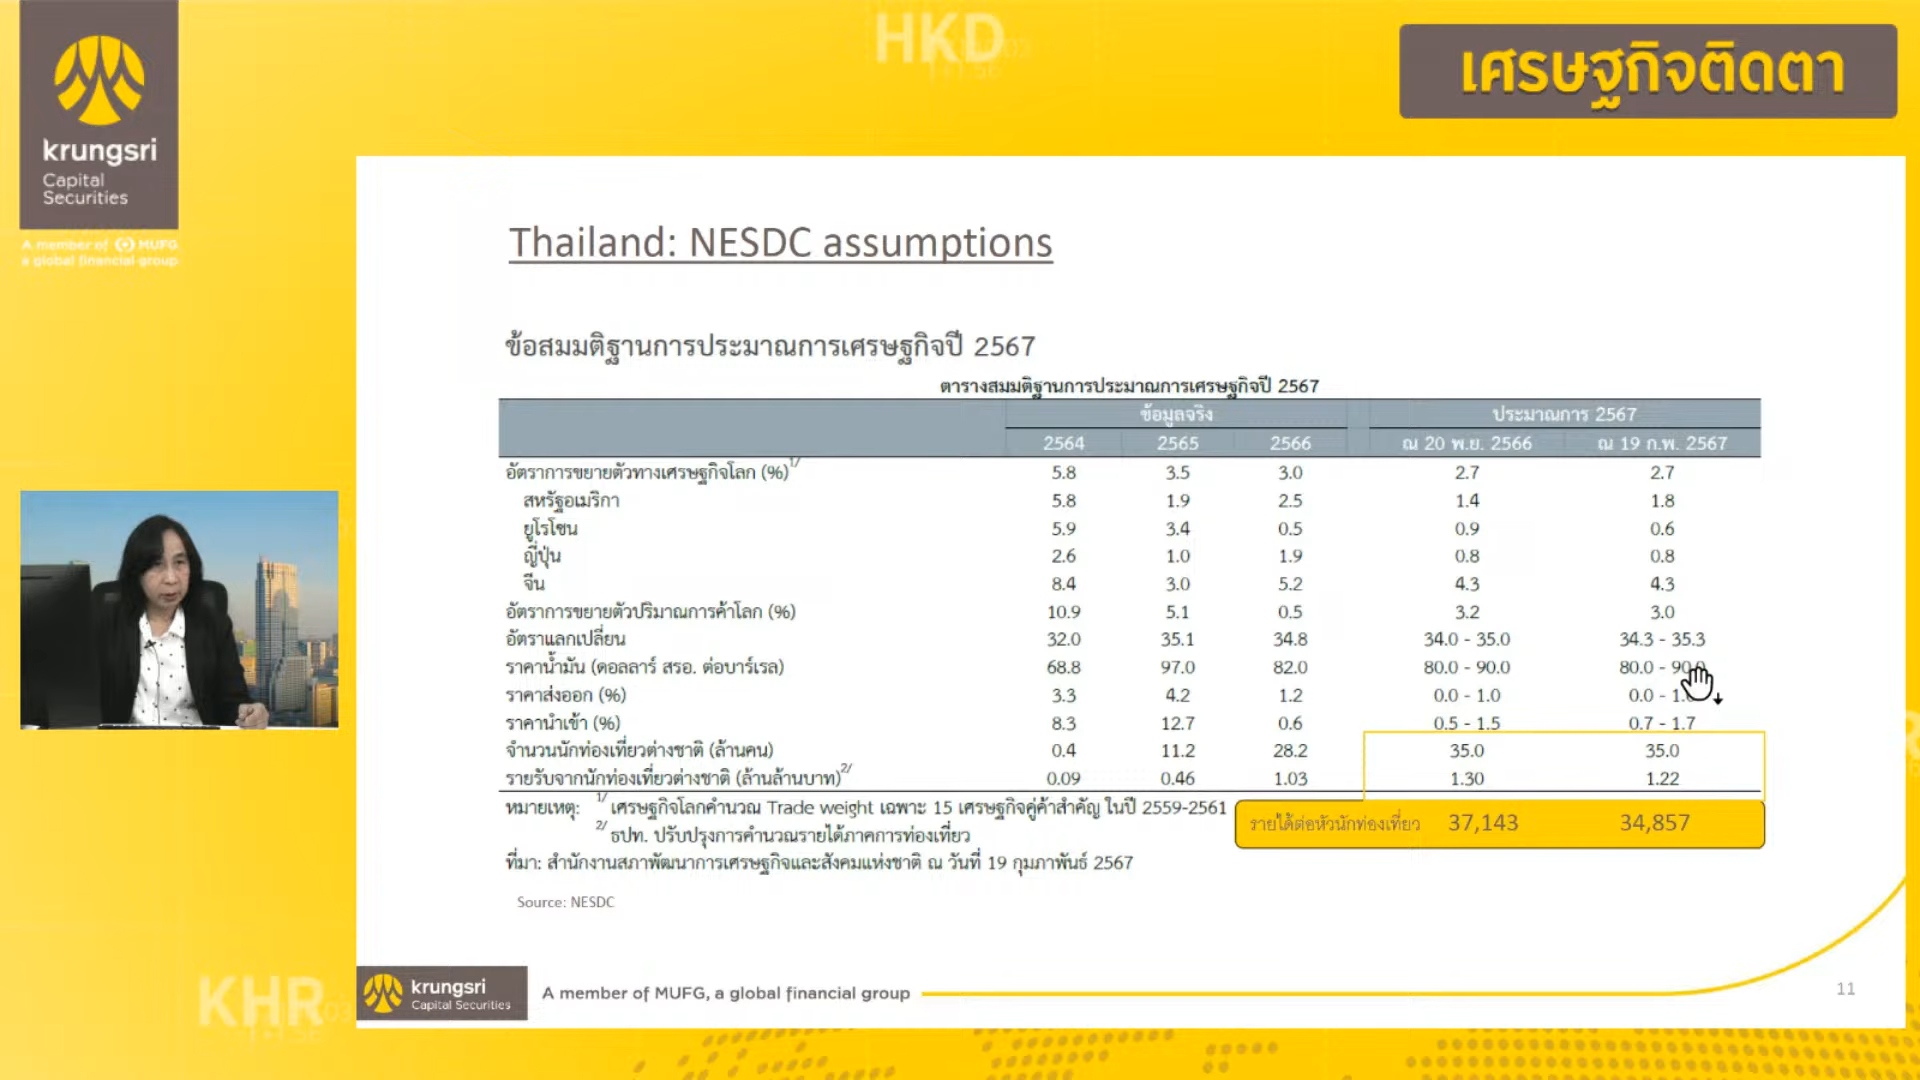 HKD
เศรษฐกิจติดตา
krungsri
Capital
Securities
A member of MUFG
a global financial group
Thailand: NESDC assumptions
ข้อสมมติฐานการประมาณการเศรษฐกิจปี 2567
ตารางสมมติฐานการประมาณการเศรษฐกิจปี 2567
ข้อมูลจริง ประมาณการ 2567
2564 2565 2566 ณ 20 พ.ย. 2566 ณ 19 ก.พ. 2567
อัตราการขยายตัวทางเศรษฐกิจโลก (%) 1/ 5.8 3.5 3.0 2.7 2.7
สหรัฐอเมริกา 5.8 1.9 2.5 1.4 1.8
ยูโรโซน 5.9 3.4 0.5 0.9 0.6
ญี่ปุ่น 2.6 1.0 1.9 0.8 0.8
จีน 8.4 3.0 5.2 4.3 4.3
อัตราการขยายตัวปริมาณการค้าโลก (%) 10.9 5.1 0.5 3.2 3.0
อัตราแลกเปลี่ยน 32.0 35.1 34.8 34.0 - 35.0 34.3 - 35.3
ราคาน้ำมัน (ดอลลาร์ สรอ. ต่อบาร์เรล) 68.8 97.0 82.0 80.0 - 90.0 80.0 - 90.0
ราคาส่งออก (%) 3.3 4.2 1.2 0.0 - 1.0 0.0 - 1.
ราคานำเข้า (%) 8.3 12.7 0.6 0.5 - 1.5 0.7 - 1.7
จำนวนนักท่องเที่ยวต่างชาติ (ล้านคน) 0.4 11.2 28.2 35.0 35.0
รายรับจากนักท่องเที่ยวต่างชาติ (ล้านล้านบาท) 2/ 0.09 0.46 1.03 1.30 1.22
หมายเหตุ: 1/ เศรษฐกิจโลกคำนวณ Trade weight เฉพาะ 15 เศรษฐกิจคู่ค้าสำคัญ ในปี 2559-2561
รายได้ต่อหัวนักท่องเที่ยว 37,143 34,857
2/ ธปท. ปรับปรุงการคำนวณรายได้ภาคการท่องเที่ยว
ที่มา: สำนักงานสภาพัฒนาการเศรษฐกิจและสังคมแห่งชาติ ณ วันที่ 19 กุมภาพันธ์ 2567
Source: NESDC
krungsri
Capital Securities
A member of MUFG, a global financial group
11
KHR